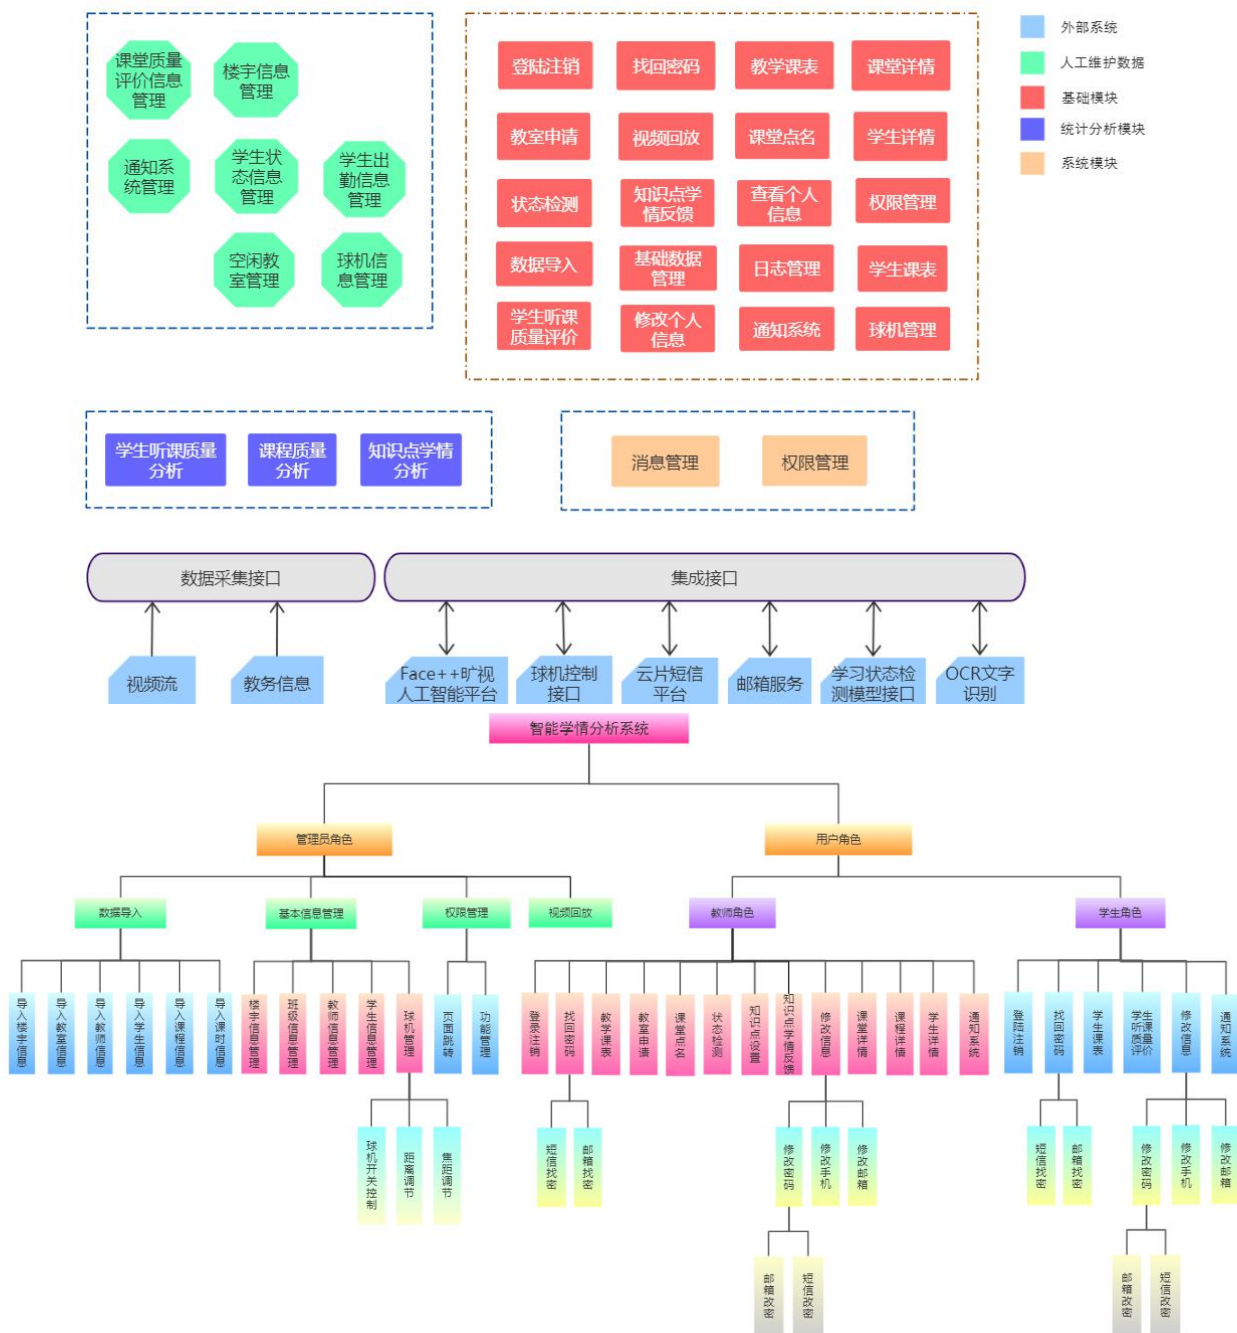 课堂质量
评价信息
管理
楼宇信息
管理
通知系
统管理
学生状
态信息
管理
学生出
勤信息
管理
空闲教
室管理
球机信
息管理
登陆注销
找回密码
教学课表
课堂详情
教室申请
视频回放
课堂点名
学生详情
状态检测
知识点学
情反馈
查看个人
信息
权限管理
数据导入
基础数据
管理
日志管理
学生课表
学生听课
质量评价
修改个人
信息
通知系统
球机管理
外部系统
人工维护数据
基础模块
统计分析模块
系统模块
学生听课质量
分析
课程质量
分析
知识点学情
分析
消息管理
权限管理
数据采集接口
集成接口
视频流
教务信息
Face++旷视
人工智能平台
球机控制
接口
云片短信
平台
邮箱服务
学习状态检
测模型接口
OCR文字
识别
智能学情分析系统
管理员角色
用户角色
数据导入
基本信息管理
权限管理
视频回放
教师角色
学生角色
导入楼宇信息
导入教室信息
导入教师信息
导入学生信息
导入课程信息
导入课时信息
楼宇信息管理
班级信息管理
教师信息管理
学生信息管理
球机管理
页面跳转
功能管理
登录注销
找回密码
教学课表
教室申请
课堂点名
状态检测
知识点设置
知识点学情反馈
修改信息
课堂详情
课程详情
学生详情
通知系统
登陆注销
找回密码
学生课表
学生课
听课量
质评价
修改信息
通知系统
球机开关控制
距离调节
焦距调节
短信找密
邮箱找密
修改密码
修改手机
修改邮箱
短信找密
邮箱找密
修改密码
修改手机
修改邮箱
邮箱改密
短信改密
邮箱改密
短信改密